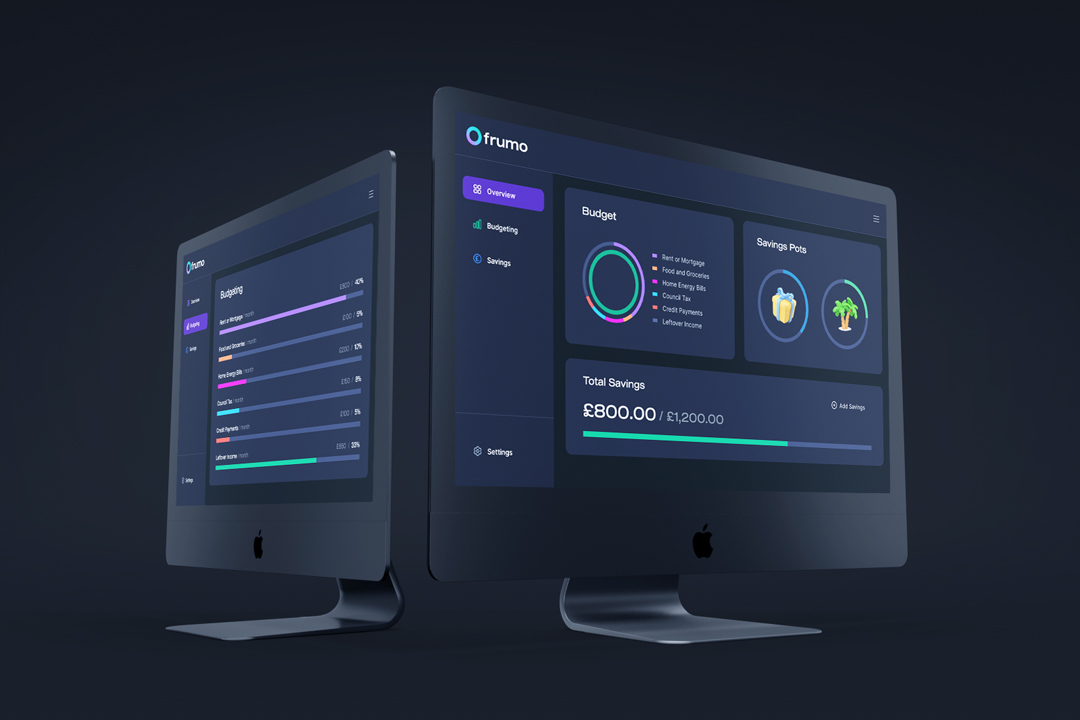 frumo
Overview
Budgeting
Savings
Settings
Budgeting
Rent or Mortgage / month
£800 / 40%
Food and Groceries / month
£100 / 5%
Home Energy Bills / month
£200 / 10%
Council Tax / month
£150 / 8%
Credit Payments / month
£100 / 5%
Leftover Income / month
33%
frumo
Overview
Budgeting
Savings
Settings
Budget
Rent or Mortgage
Food and Groceries
Home Energy Bills
Council Tax
Credit Payments
Leftover Income
Savings Pots
Total Savings
£800.00 / £1,200.00
Add Savings